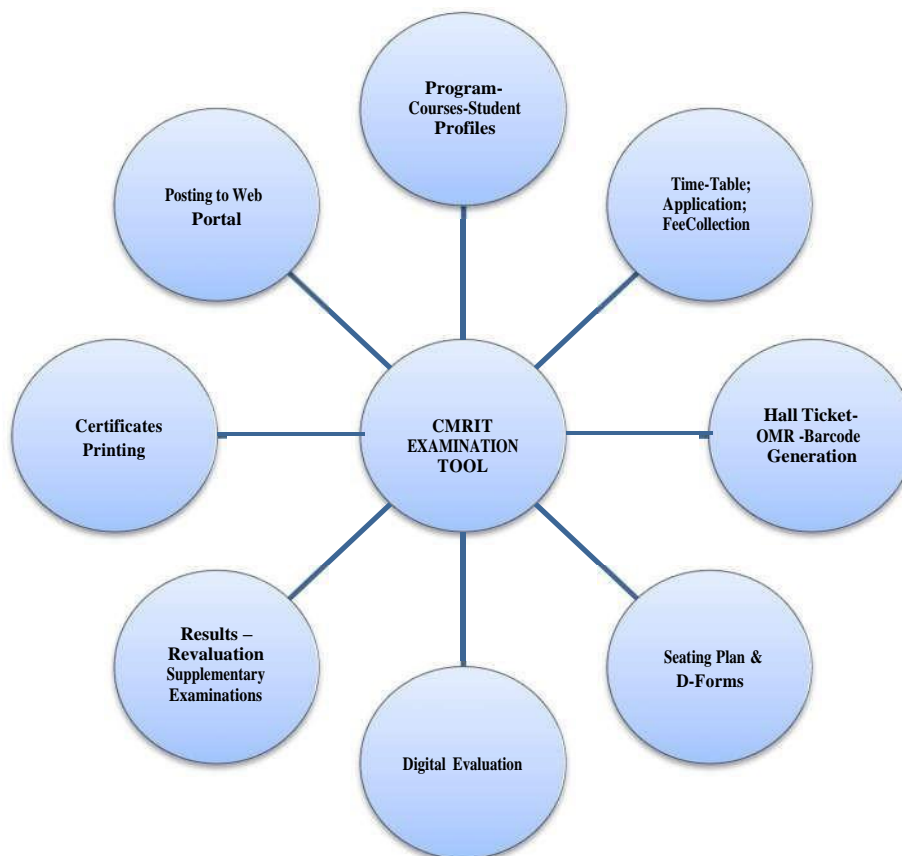 Program-
Courses-Student
Profiles
Time-Table;
Application;
FeeCollection
Hall Ticket-
OMR -Barcode
Generation
Seating Plan &
D-Forms
Digital Evaluation
Results –
Revaluation
Supplementary
Examinations
Certificates
Printing
Posting to Web
Portal
CMRIT
EXAMINATION
TOOL